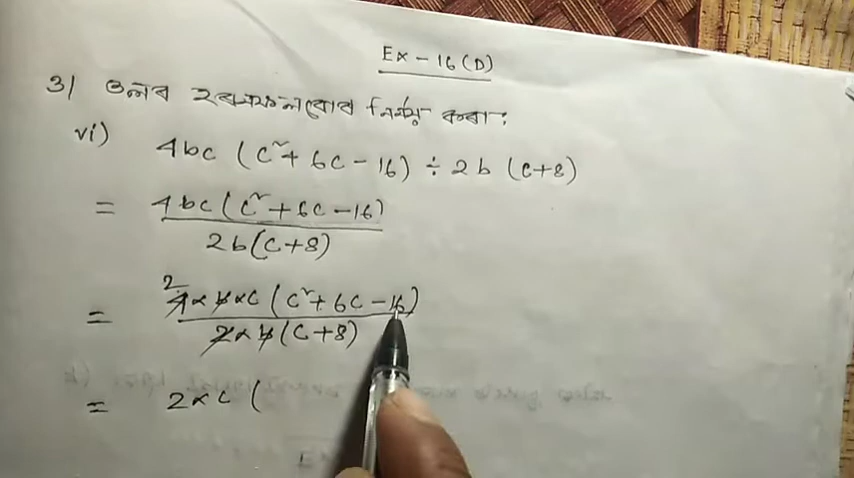 Ex - 16 (D)
3| তলৰ হৰণফলবোৰ নিৰ্ণয় কৰা :
vi) 4bc (c² + 6c - 16) ÷ 2b (c+8)
= 4bc (c² + 6c - 16)
2b (c+8)
= 2 4 × b × c (c² + 6c - 16)
2 × b (c+8)
= 2 × c (